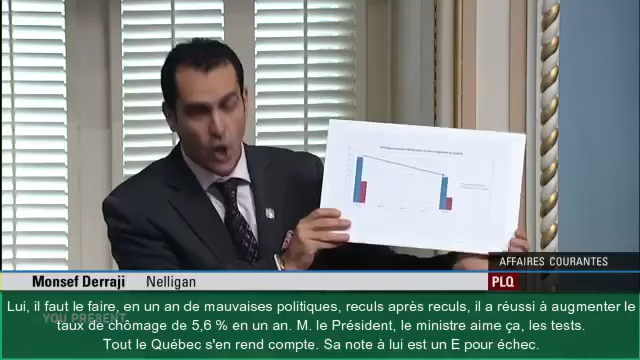 AFFAIRES COURANTES
Monsef Derraji Nelligan PLQ
Lui, il faut le faire, en un an de mauvaises politiques, reculs après reculs, il a réussi à augmenter le
taux de chômage de 5,6 % en un an. M. le Président, le ministre aime ça, les tests.
Tout le Québec s'en rend compte. Sa note à lui est un E pour échec.
YOU PRESENT